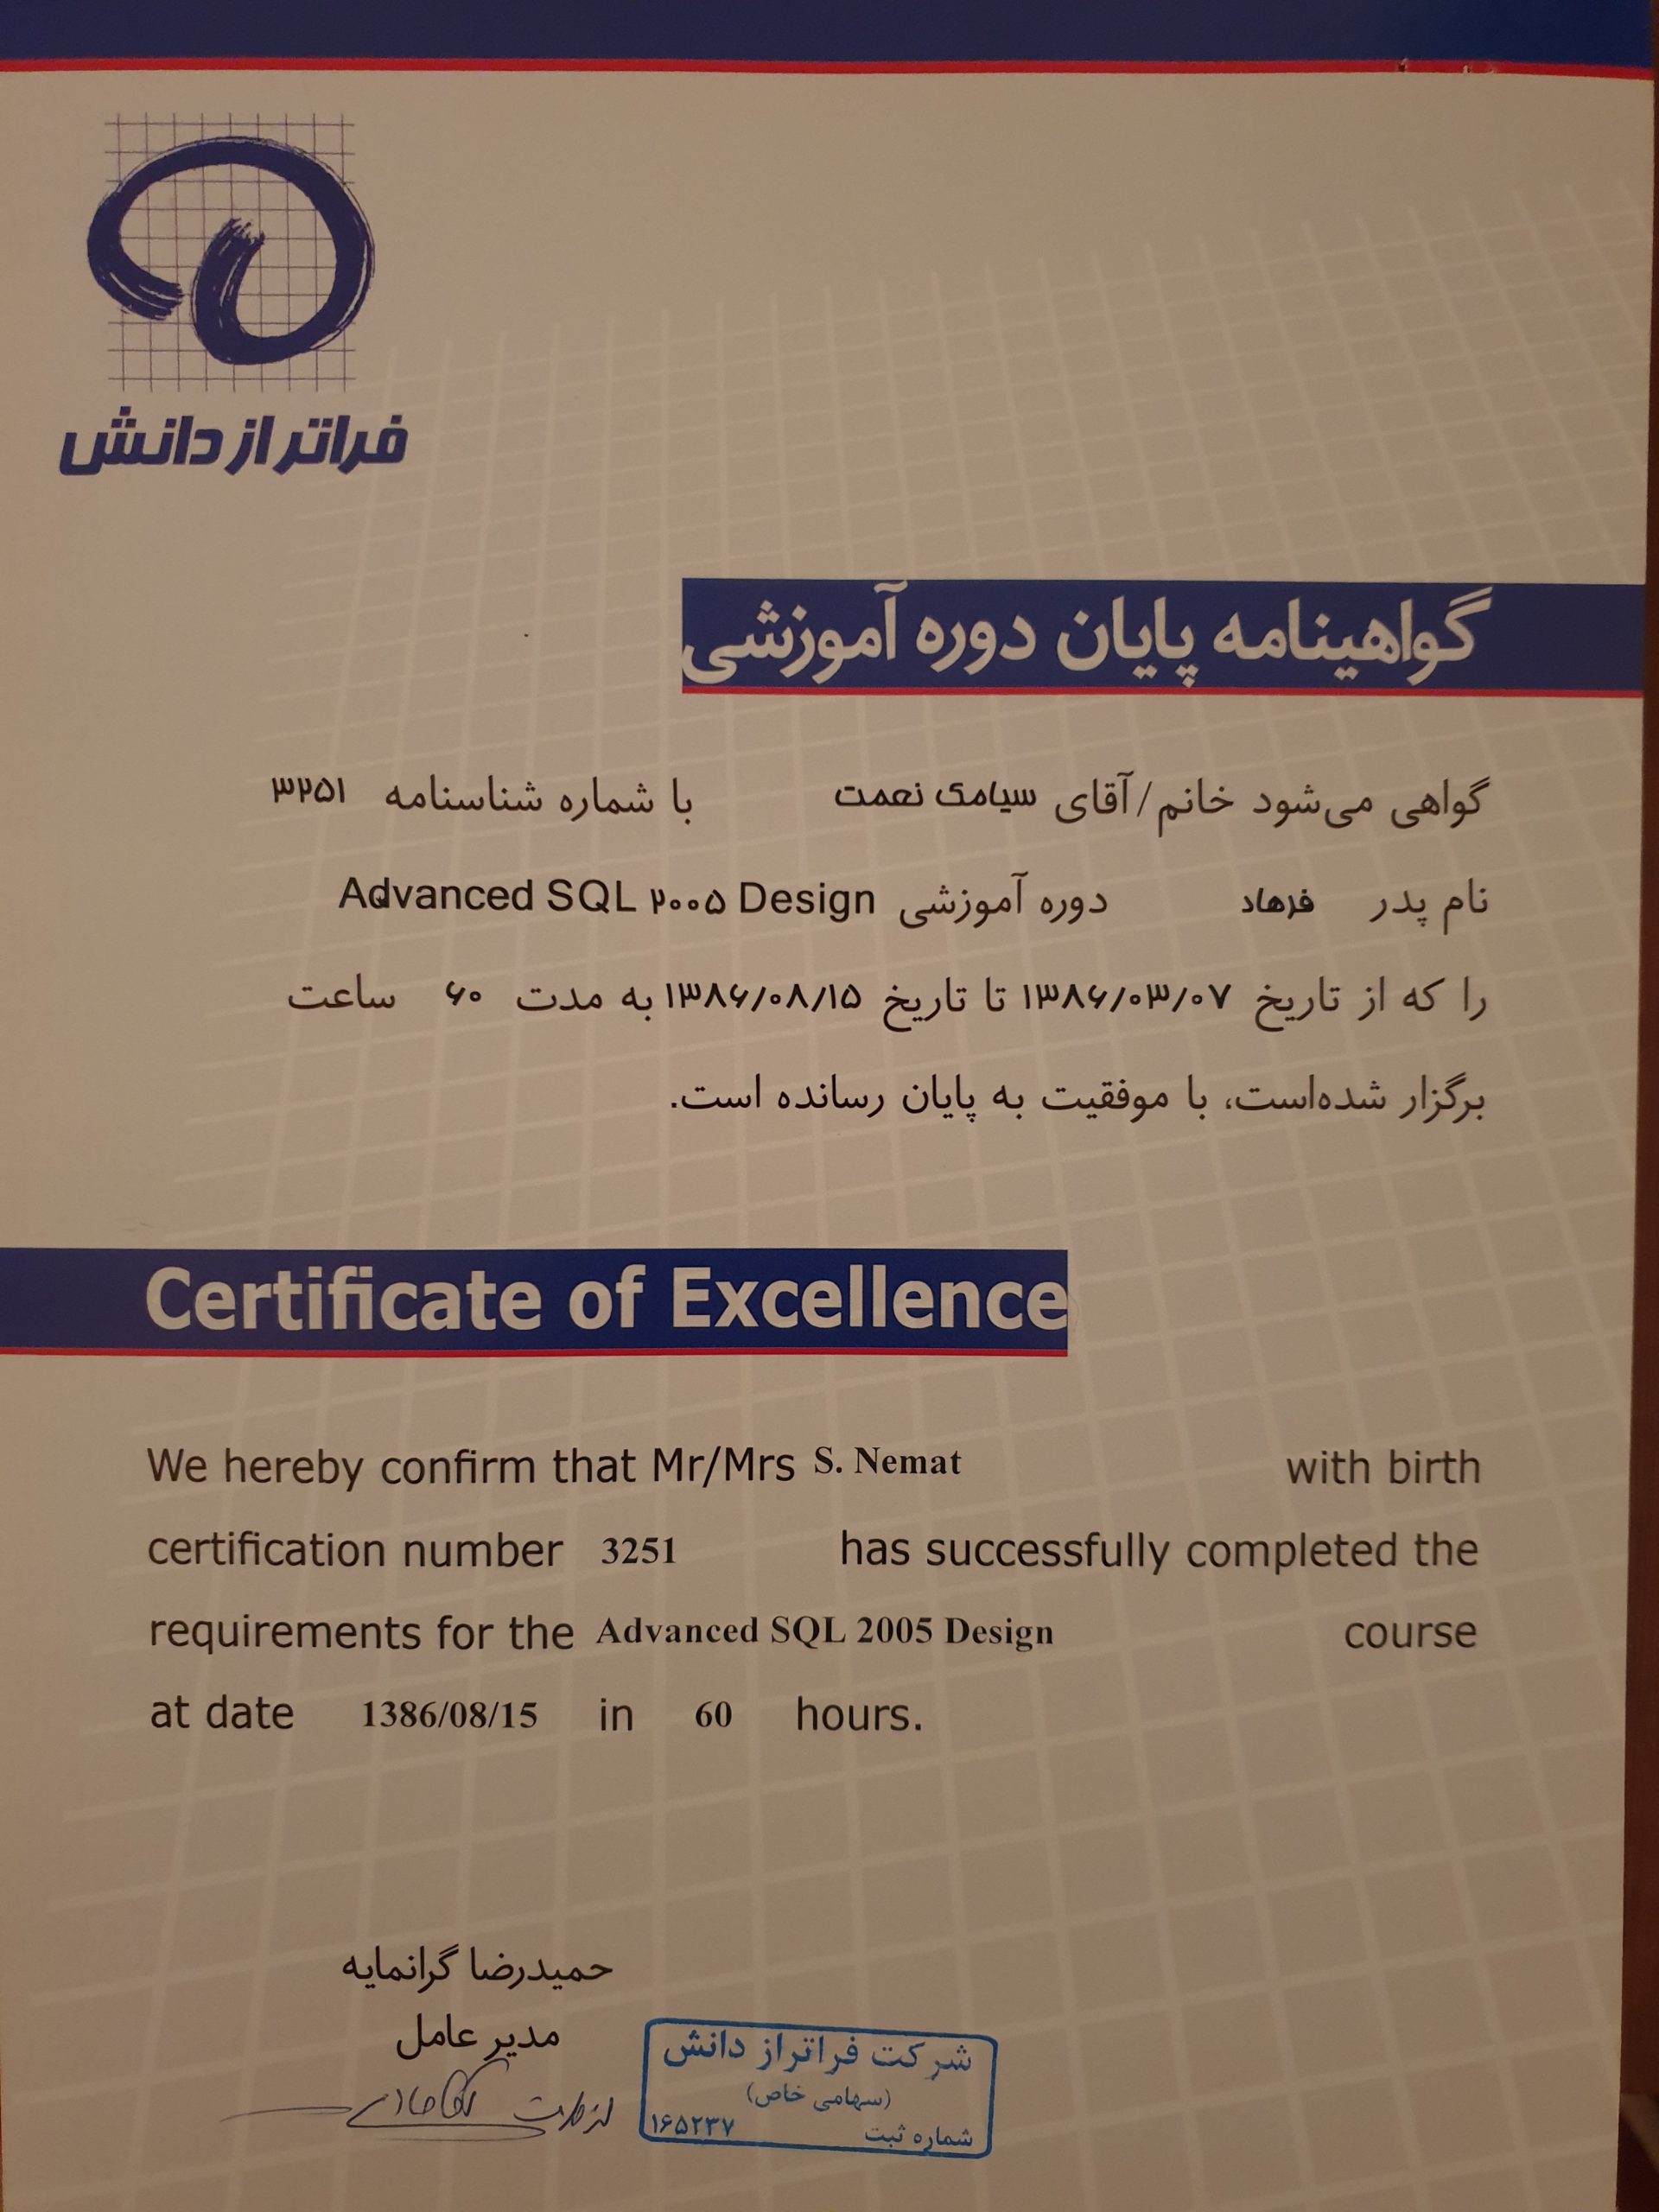 فراتر از دانش
گواهینامه پایان دوره آموزشی
گواهی می‌شود خانم/آقای سیامک نعمت با شماره شناسنامه ۳۲۵۱
نام پدر فرهاد دوره آموزشی Advanced SQL ۲۰۰۵ Design
را که از تاریخ ۱۳۸۶/۰۳/۰۷ تا تاریخ ۱۳۸۶/۰۸/۱۵ به مدت ۶۰ ساعت
برگزار شده‌است، با موفقیت به پایان رسانده است.
Certificate of Excellence
We hereby confirm that Mr/Mrs S. Nemat with birth
certification number 3251 has successfully completed the
requirements for the Advanced SQL 2005 Design course
at date 1386/08/15 in 60 hours.
حمیدرضا گرانمایه
مدیر عامل
شرکت فراتر از دانش
(سهامی خاص)
شماره ثبت ۱۶۵۲۳۷